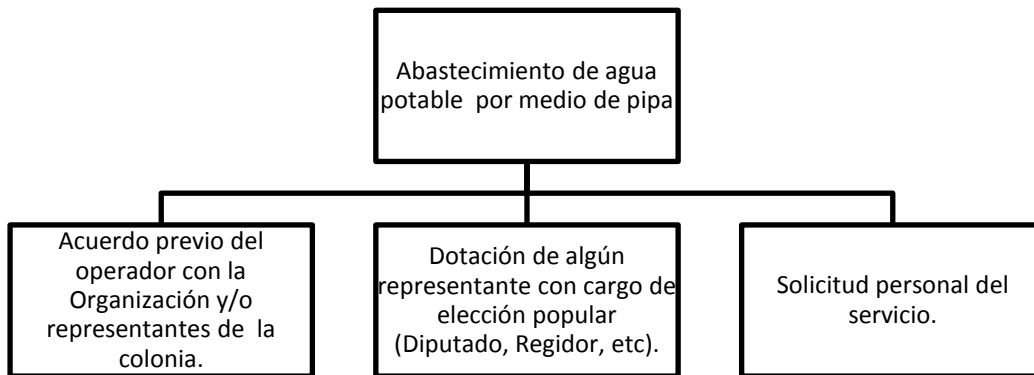 Abastecimiento de agua
potable por medio de pipa
Acuerdo previo del
operador con la
Organización y/o
representantes de la
colonia.
Dotación de algún
representante con cargo de
elección popular
(Diputado, Regidor, etc).
Solicitud personal del
servicio.